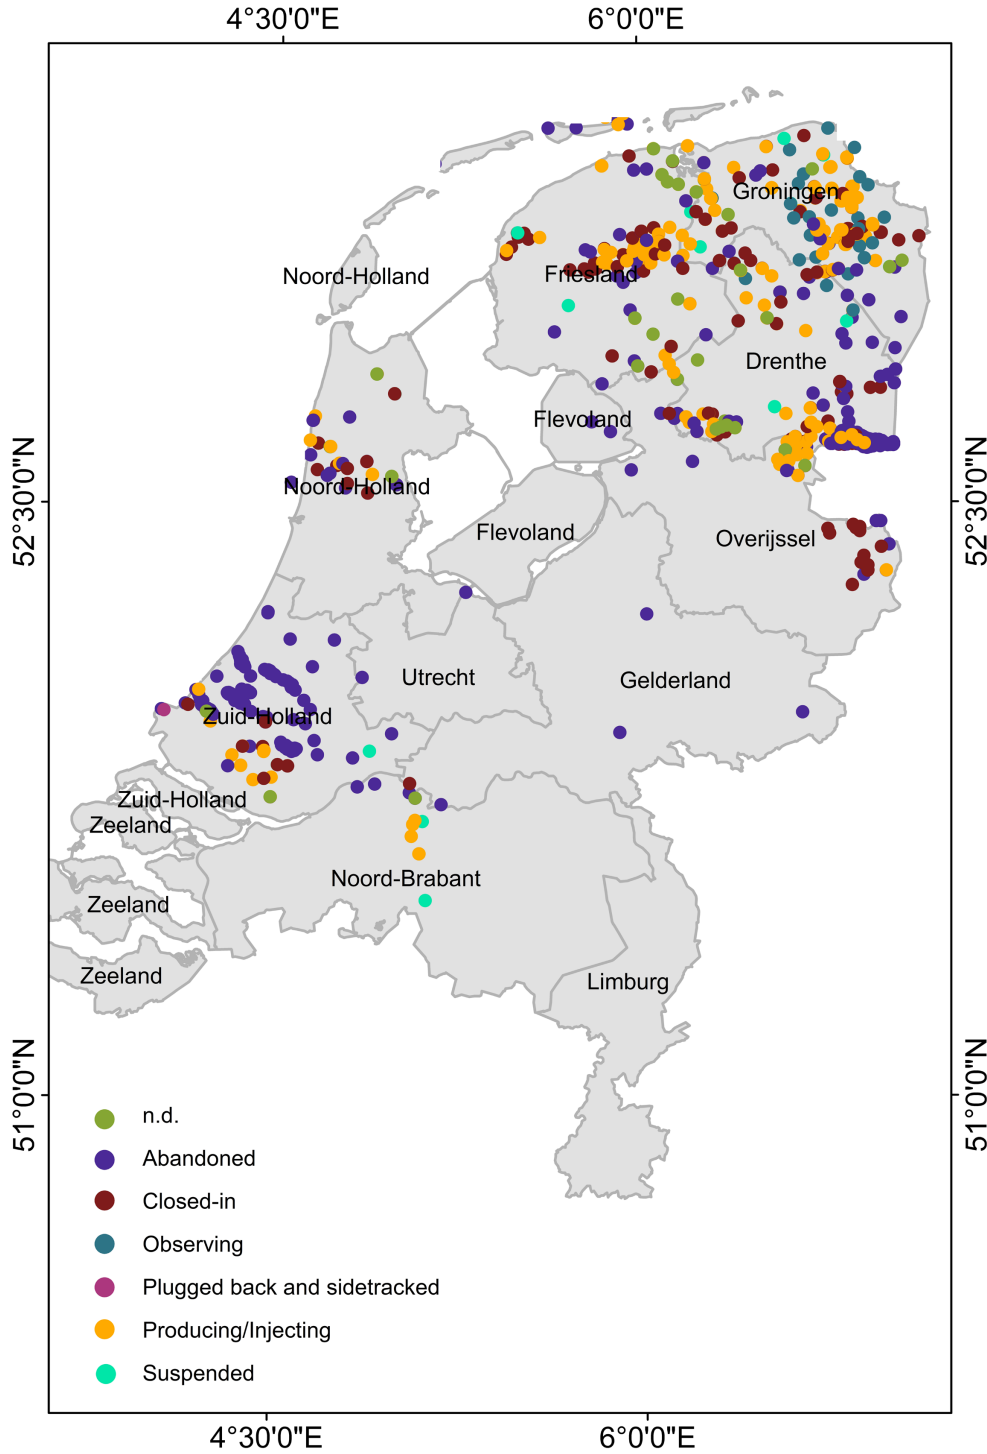 4°30'0"E 6°0'0"E
Groningen
Noord-Holland
Friesland
Drenthe
Flevoland
Noord-Holland
52°30'0"N
52°30'0"N
Flevoland
Overijssel
Utrecht
Gelderland
Zuid-Holland
Zuid-Holland
Zeeland
Noord-Brabant
Zeeland
Zeeland
Limburg
51°0'0"N
51°0'0"N
n.d.
Abandoned
Closed-in
Observing
Plugged back and sidetracked
Producing/Injecting
Suspended
4°30'0"E 6°0'0"E